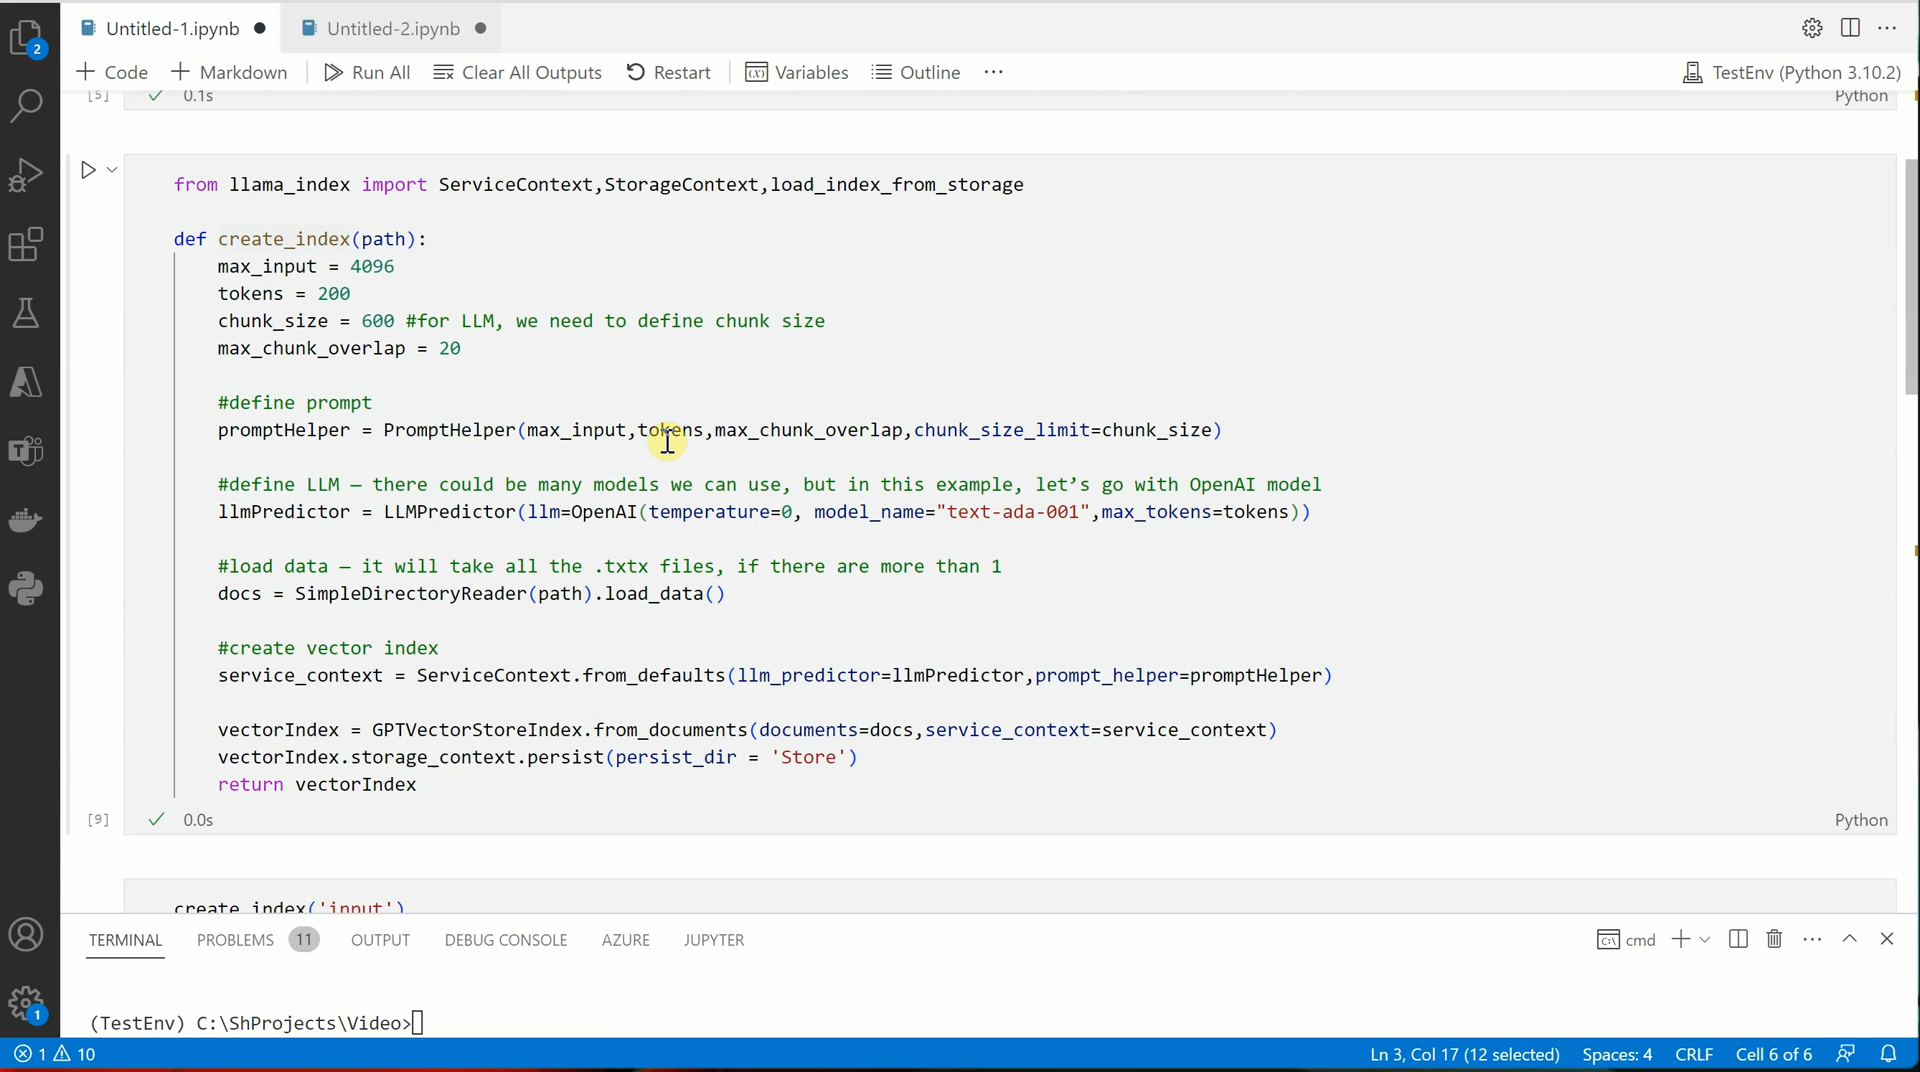 Untitled-1.ipynb
Untitled-2.ipynb
2
Code
Markdown
Run All
Clear All Outputs
Restart
Variables
Outline
TestEnv (Python 3.10.2)
[5]
0.1s
Python
from llama_index import ServiceContext,StorageContext,load_index_from_storage
def create_index(path):
max_input = 4096
tokens = 200
chunk_size = 600 #for LLM, we need to define chunk size
max_chunk_overlap = 20
#define prompt
promptHelper = PromptHelper(max_input,tokens,max_chunk_overlap,chunk_size_limit=chunk_size)
#define LLM — there could be many models we can use, but in this example, let’s go with OpenAI model
llmPredictor = LLMPredictor(llm=OpenAI(temperature=0, model_name="text-ada-001",max_tokens=tokens))
#load data — it will take all the .txtx files, if there are more than 1
docs = SimpleDirectoryReader(path).load_data()
#create vector index
service_context = ServiceContext.from_defaults(llm_predictor=llmPredictor,prompt_helper=promptHelper)
vectorIndex = GPTVectorStoreIndex.from_documents(documents=docs,service_context=service_context)
vectorIndex.storage_context.persist(persist_dir = 'Store')
return vectorIndex
[9]
0.0s
Python
create_index('input')
TERMINAL
PROBLEMS 11
OUTPUT
DEBUG CONSOLE
AZURE
JUPYTER
cmd
(TestEnv) C:\ShProjects\Video>
1
1
10
Ln 3, Col 17 (12 selected)
Spaces: 4
CRLF
Cell 6 of 6